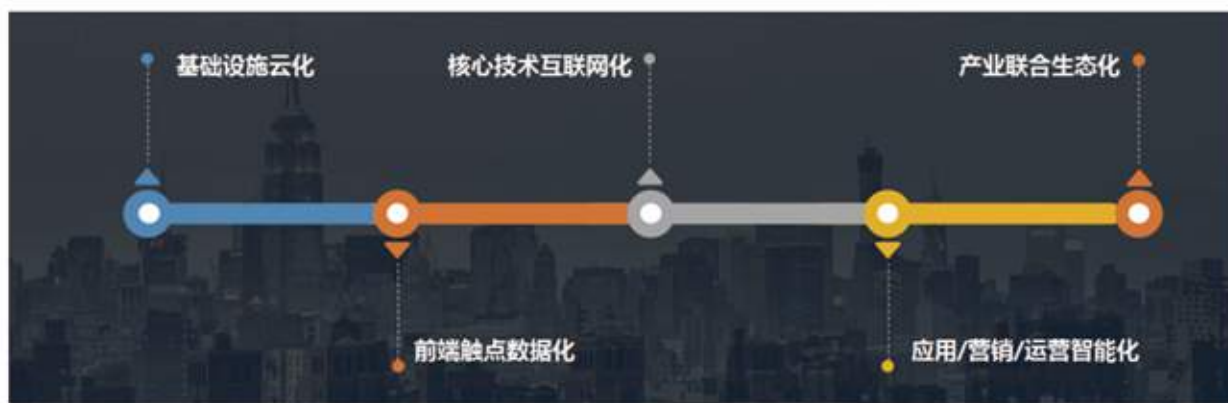 基础设施云化
核心技术互联网化
产业联合生态化
前端触点数据化
应用/营销/运营智能化